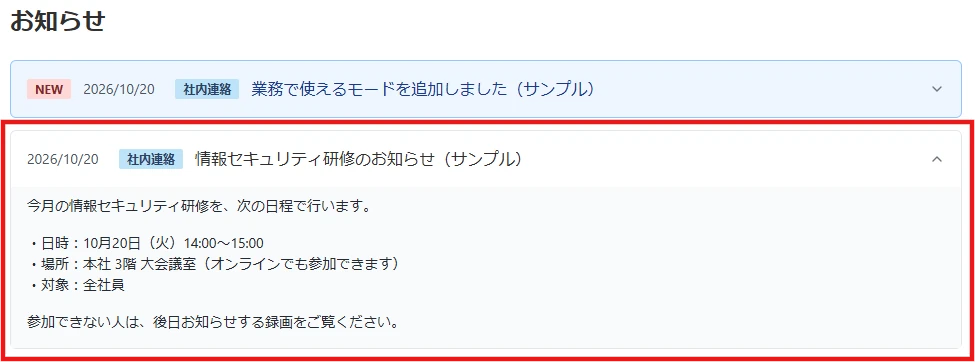 お知らせ
NEW 2026/10/20 社内連絡 業務で使えるモードを追加しました（サンプル）
2026/10/20 社内連絡 情報セキュリティ研修のお知らせ（サンプル）
今月の情報セキュリティ研修を、次の日程で行います。
・日時：10月20日（火）14:00～15:00
・場所：本社 3階 大会議室（オンラインでも参加できます）
・対象：全社員
参加できない人は、後日お知らせする録画をご覧ください。